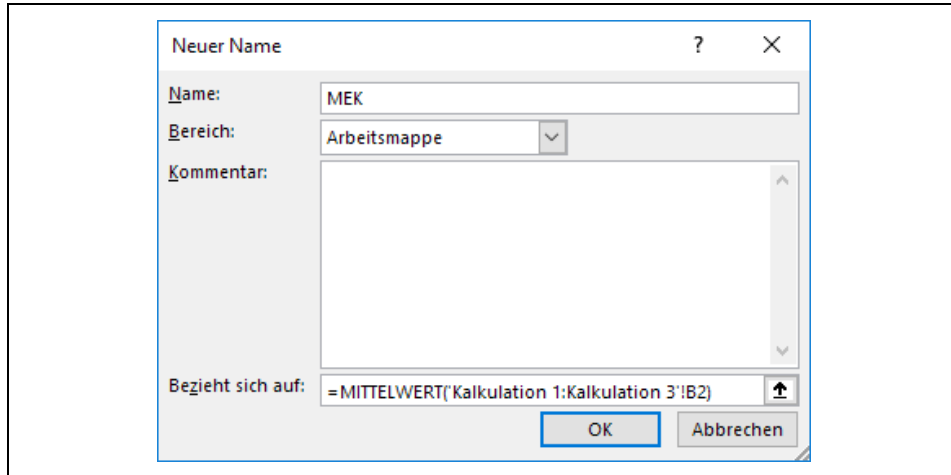 Neuer Name
?
Name:
MEK
Bereich:
Arbeitsmappe
Kommentar:
Bezieht sich auf:
=MITTELWERT('Kalkulation 1:Kalkulation 3'!B2)
OK
Abbrechen